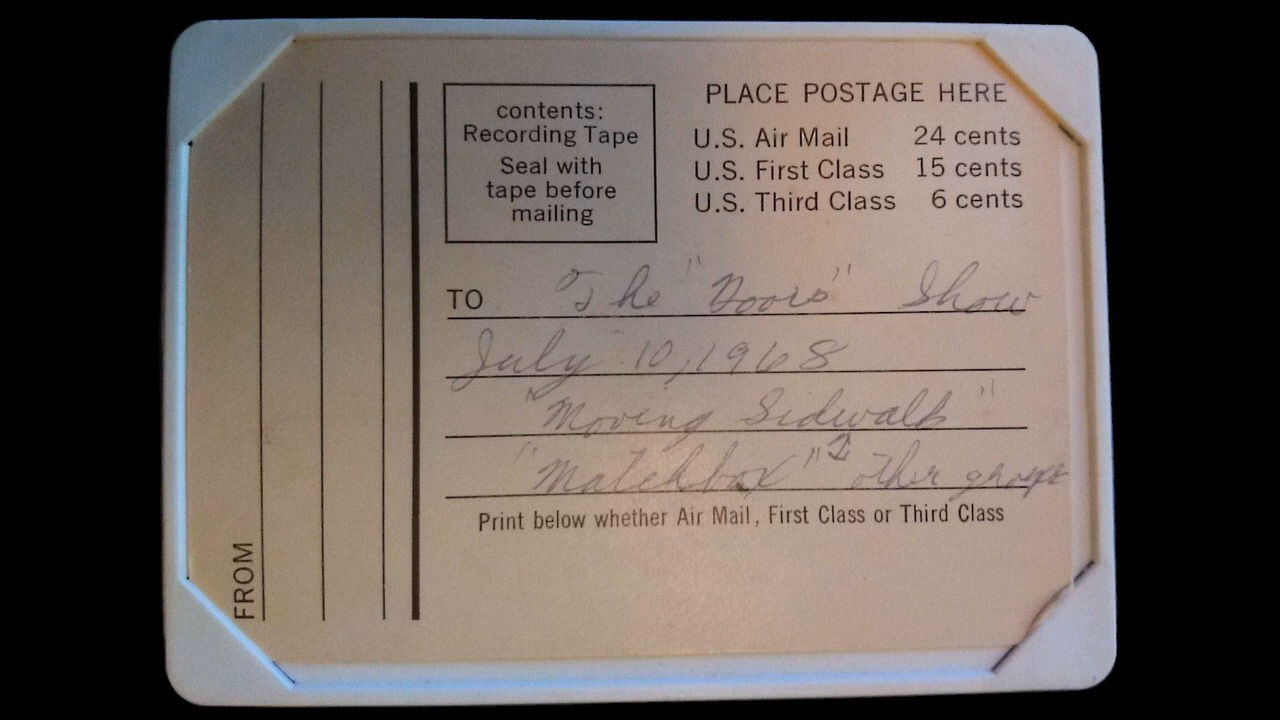 contents:
Recording Tape
Seal with
tape before
mailing
PLACE POSTAGE HERE
U.S. Air Mail 24 cents
U.S. First Class 15 cents
U.S. Third Class 6 cents
TO The "Doors" Show
July 10, 1968
"Moving Sidwalk"
"Matchbox" & other groups
Print below whether Air Mail, First Class or Third Class
FROM